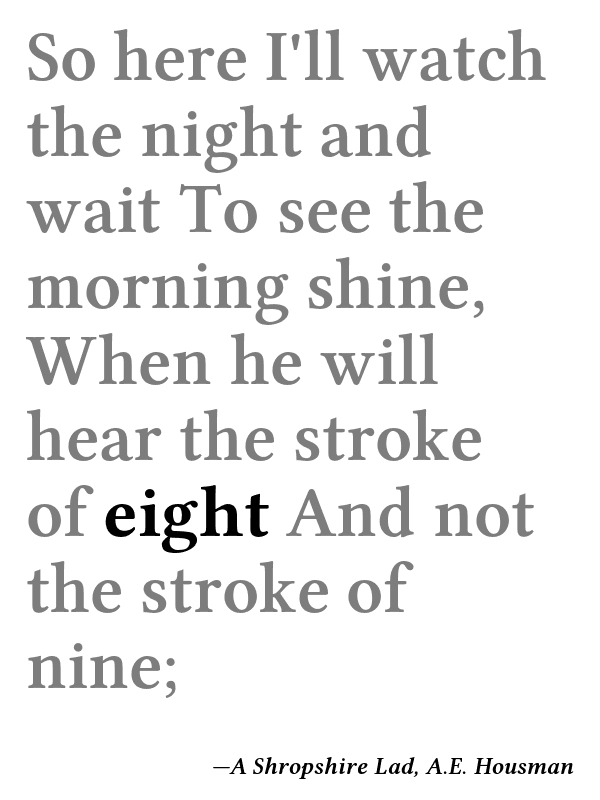 So here I'll watch
the night and
wait To see the
morning shine,
When he will
hear the stroke
of eight And not
the stroke of
nine;
—A Shropshire Lad, A.E. Housman